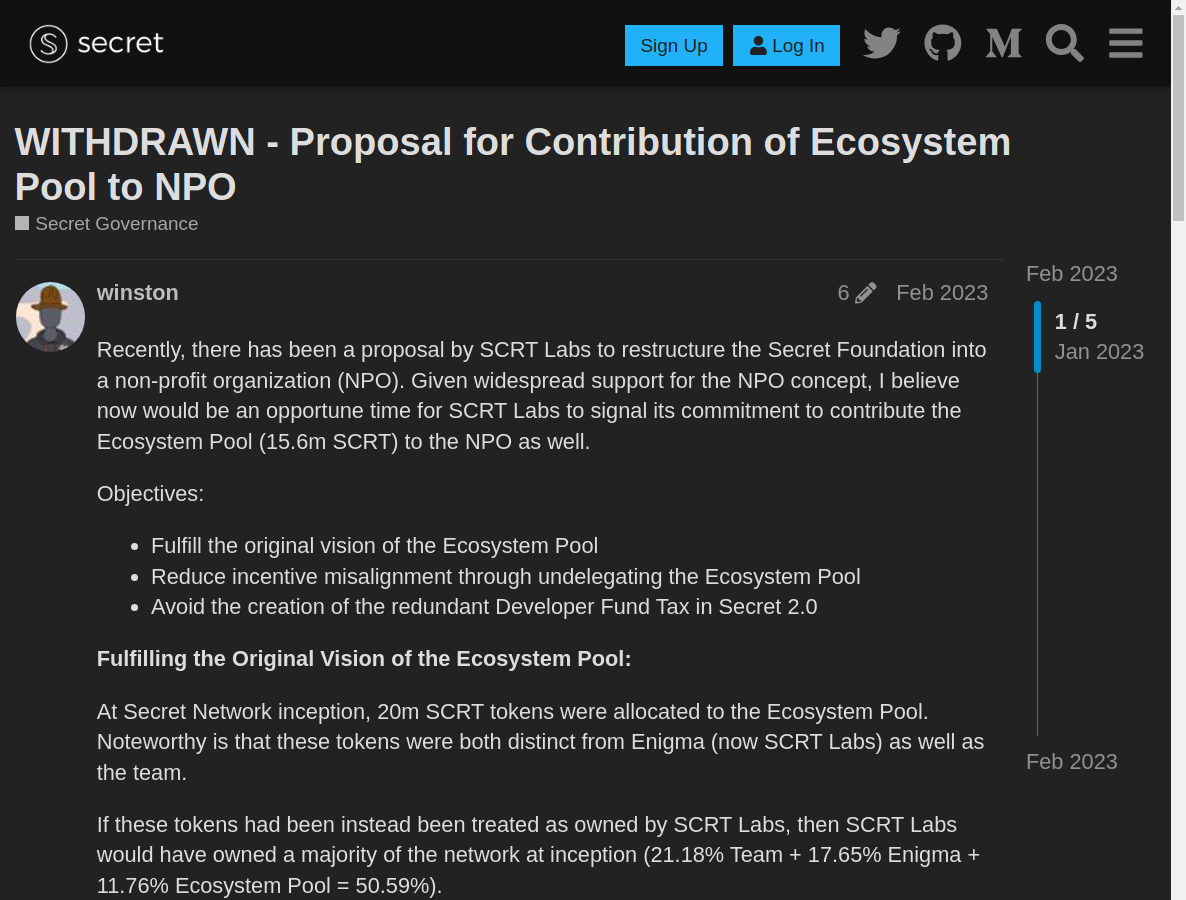 secret
Sign Up
Log In
WITHDRAWN - Proposal for Contribution of Ecosystem
Pool to NPO
Secret Governance
winston
6
Feb 2023
Recently, there has been a proposal by SCRT Labs to restructure the Secret Foundation into
a non-profit organization (NPO). Given widespread support for the NPO concept, I believe
now would be an opportune time for SCRT Labs to signal its commitment to contribute the
Ecosystem Pool (15.6m SCRT) to the NPO as well.
Objectives:
Fulfill the original vision of the Ecosystem Pool
Reduce incentive misalignment through undelegating the Ecosystem Pool
Avoid the creation of the redundant Developer Fund Tax in Secret 2.0
Fulfilling the Original Vision of the Ecosystem Pool:
At Secret Network inception, 20m SCRT tokens were allocated to the Ecosystem Pool.
Noteworthy is that these tokens were both distinct from Enigma (now SCRT Labs) as well as
the team.
If these tokens had been instead been treated as owned by SCRT Labs, then SCRT Labs
would have owned a majority of the network at inception (21.18% Team + 17.65% Enigma +
11.76% Ecosystem Pool = 50.59%).
Feb 2023
1 / 5
Jan 2023
Feb 2023